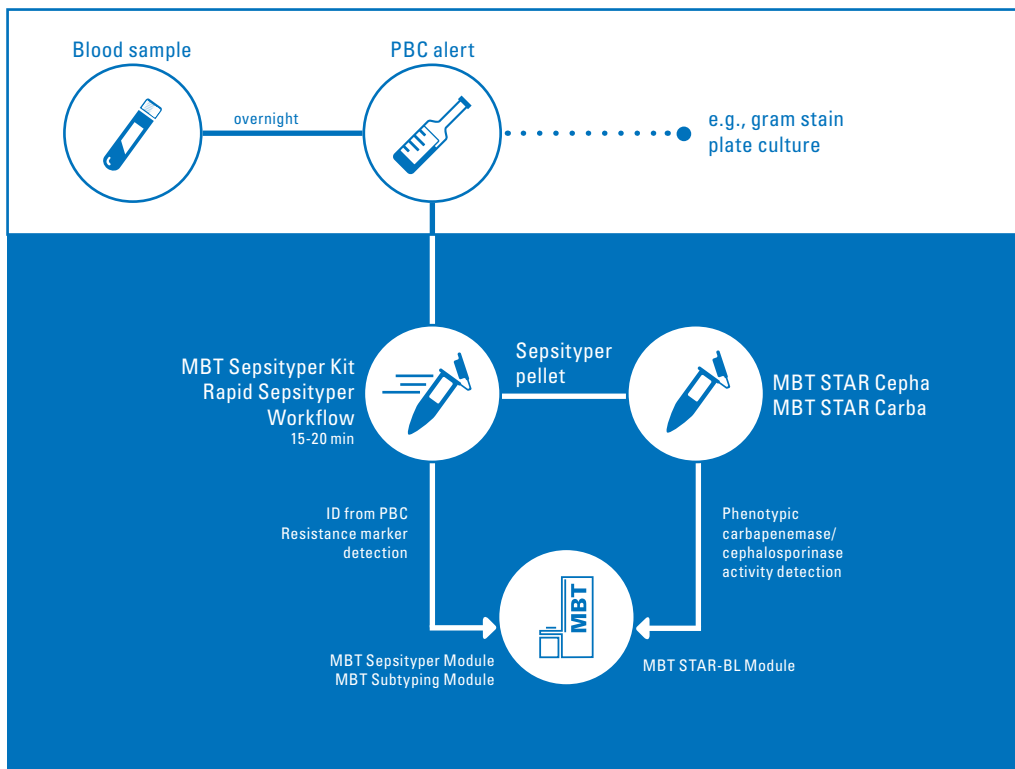 Blood sample
PBC alert
overnight
e.g., gram stain
plate culture
MBT Sepsityper Kit
Rapid Sepsityper
Workflow
15-20 min
Sepsityper
pellet
MBT STAR Cepha
MBT STAR Carba
ID from PBC
Resistance marker
detection
Phenotypic
carbapenemase/
cephalosporinase
activity detection
MBT
MBT Sepsityper Module
MBT Subtyping Module
MBT STAR-BL Module